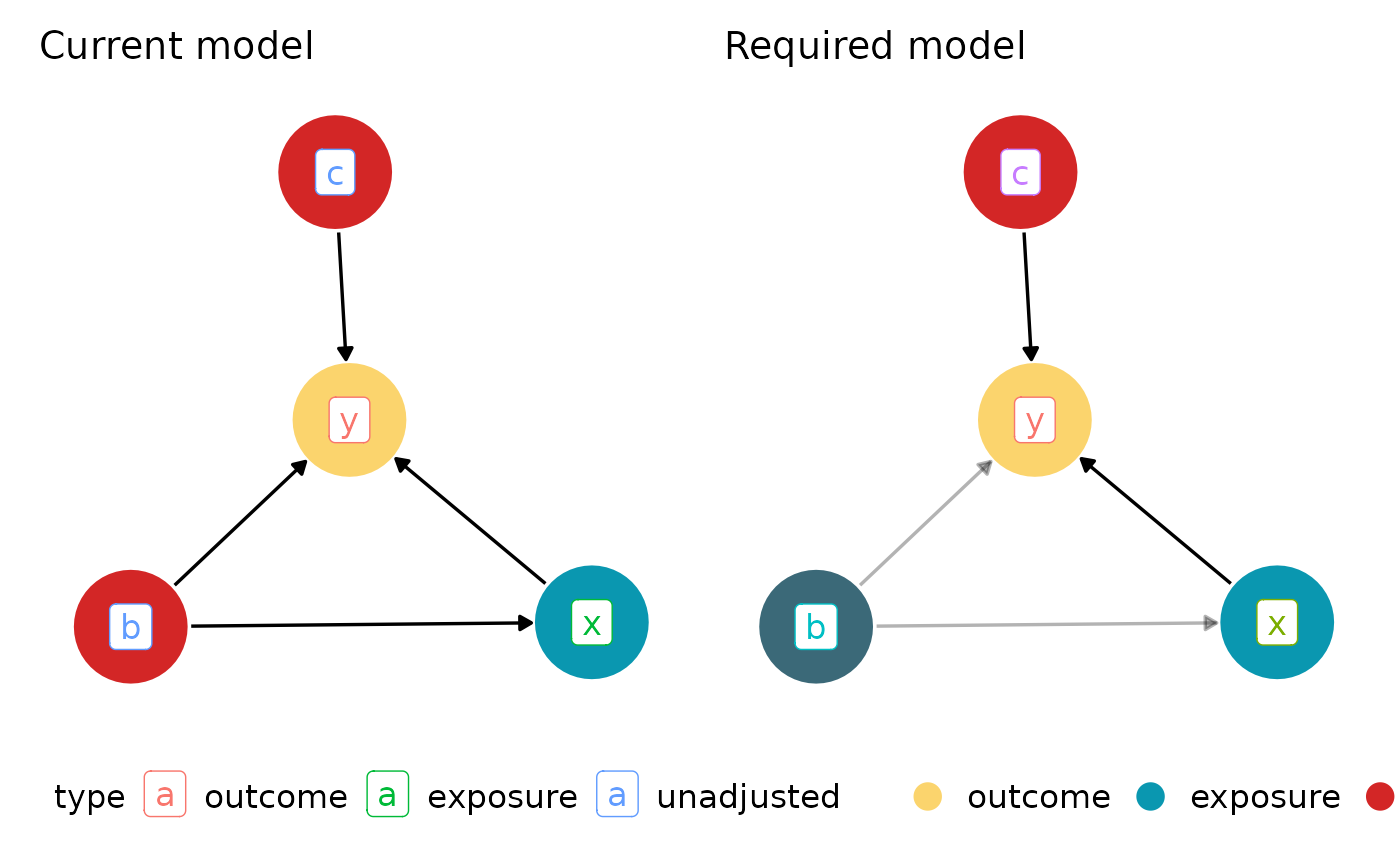 Current model
Required model
c
c
y
y
b
x
b
x
type a outcome a exposure a unadjusted
outcome exposure